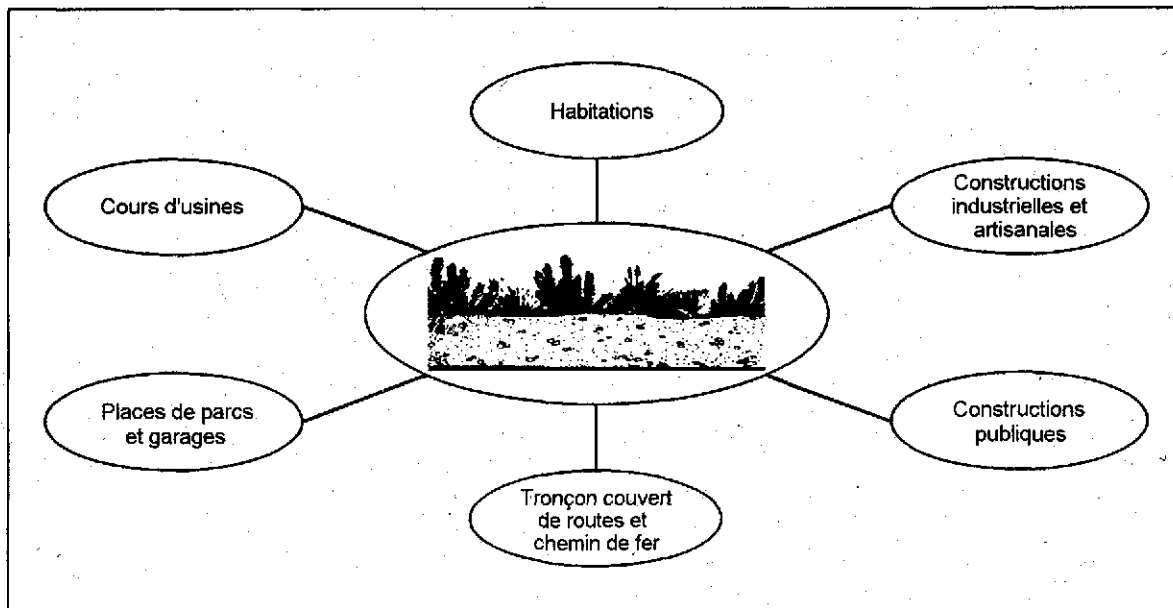 Habitations
Cours d'usines
Constructions
industrielles et
artisanales
Places de parcs
et garages
Constructions
publiques
Tronçon couvert
de routes et
chemin de fer